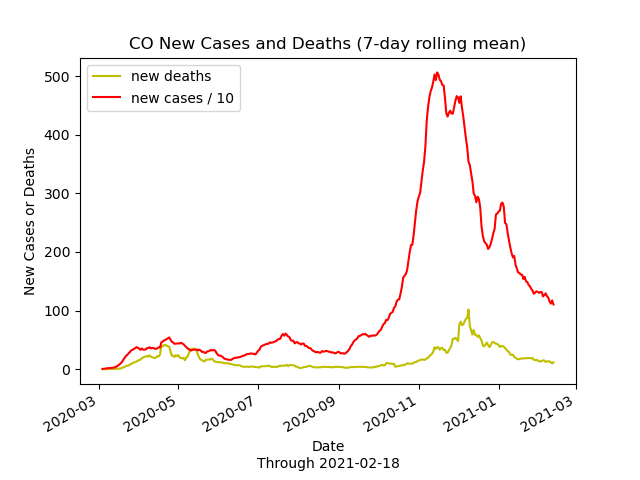 CO New Cases and Deaths (7-day rolling mean)
new deaths
new cases / 10
New Cases or Deaths
500
400
300
200
100
0
2020-03
2020-05
2020-07
2020-09
2020-11
2021-01
2021-03
Date
Through 2021-02-18